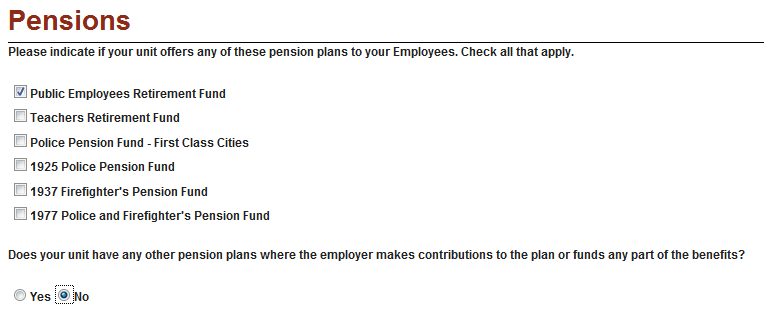 Pensions
Please indicate if your unit offers any of these pension plans to your Employees. Check all that apply.
Public Employees Retirement Fund
Teachers Retirement Fund
Police Pension Fund - First Class Cities
1925 Police Pension Fund
1937 Firefighter's Pension Fund
1977 Police and Firefighter's Pension Fund
Does your unit have any other pension plans where the employer makes contributions to the plan or funds any part of the benefits?
Yes No